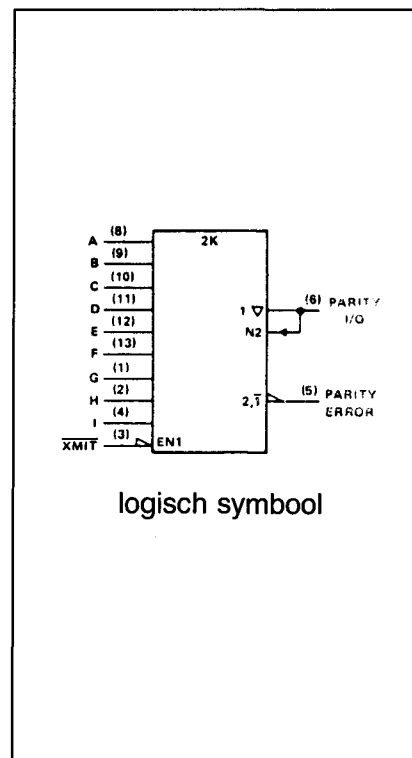 2K
A (8)
B (9)
C (10)
D (11)
E (12)
F (13)
G (1)
H (2)
I (4)
X̅M̅I̅T̅ (3) EN1
1 ▽ (6) PARITY
I/O
N2
2,1̅ (5) PARITY
ERROR
logisch symbool